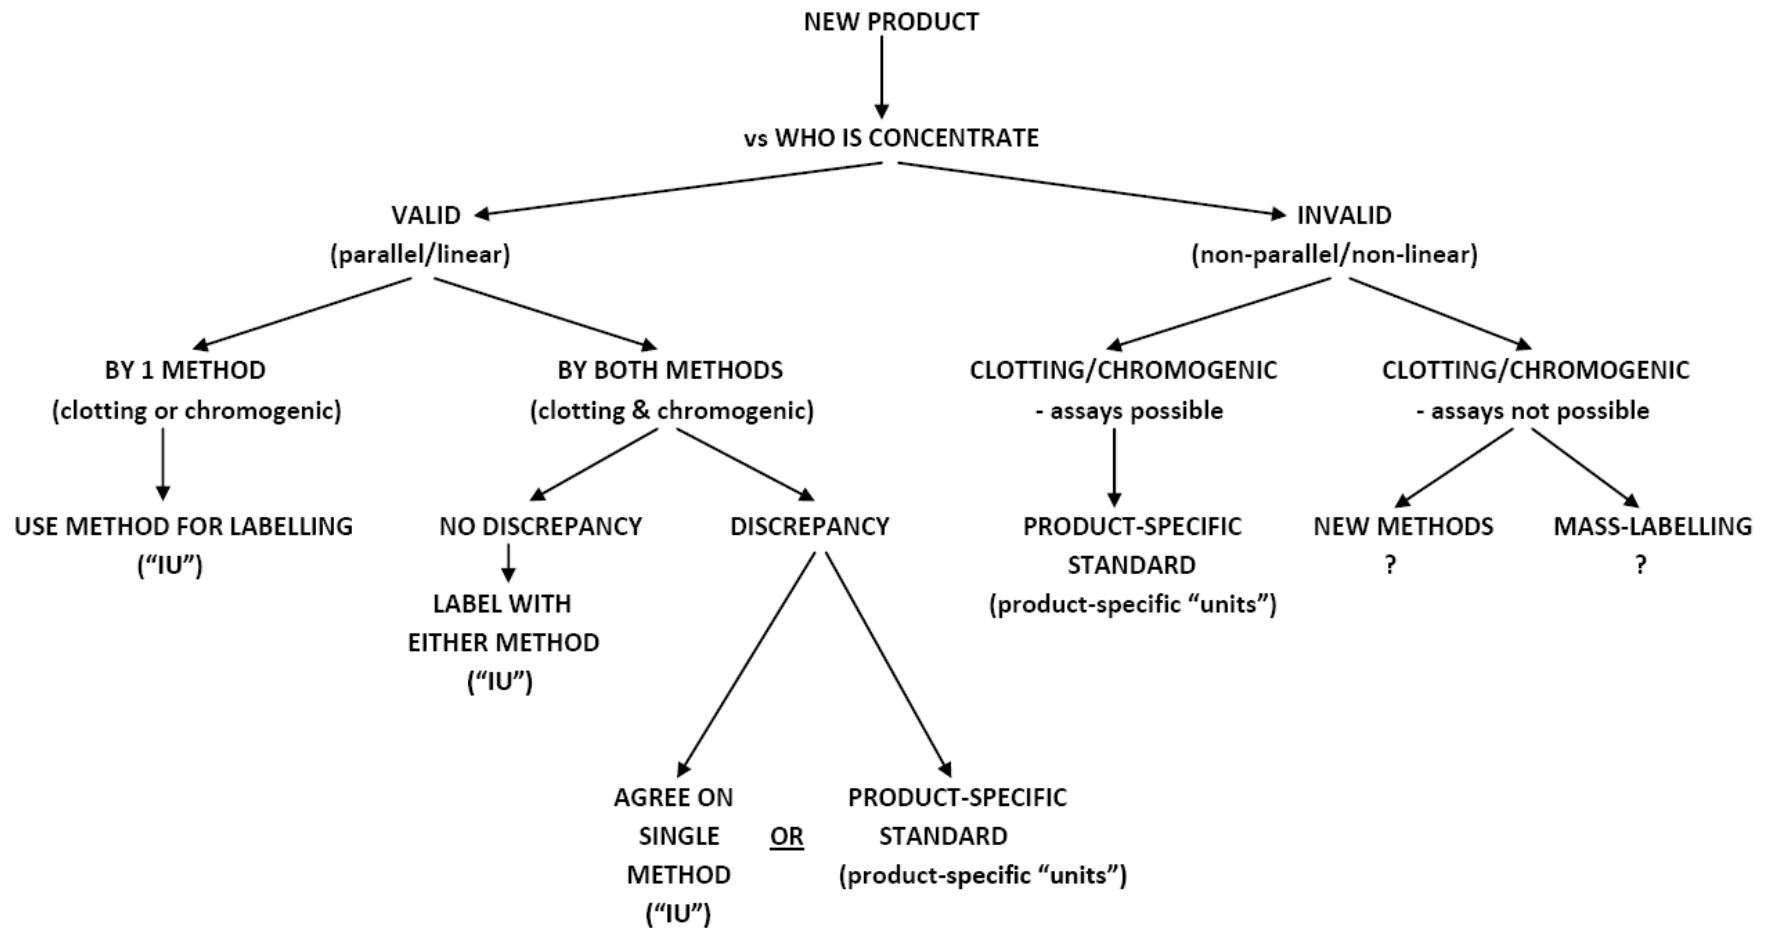 NEW PRODUCT
vs WHO IS CONCENTRATE
VALID
(parallel/linear)
INVALID
(non-parallel/non-linear)
BY 1 METHOD
(clotting or chromogenic)
BY BOTH METHODS
(clotting & chromogenic)
CLOTTING/CHROMOGENIC
- assays possible
CLOTTING/CHROMOGENIC
- assays not possible
USE METHOD FOR LABELLING
(“IU”)
NO DISCREPANCY
LABEL WITH
EITHER METHOD
(“IU”)
DISCREPANCY
PRODUCT-SPECIFIC
STANDARD
(product-specific “units”)
NEW METHODS
?
MASS-LABELLING
?
AGREE ON
SINGLE
METHOD
(“IU”)
OR
PRODUCT-SPECIFIC
STANDARD
(product-specific “units”)